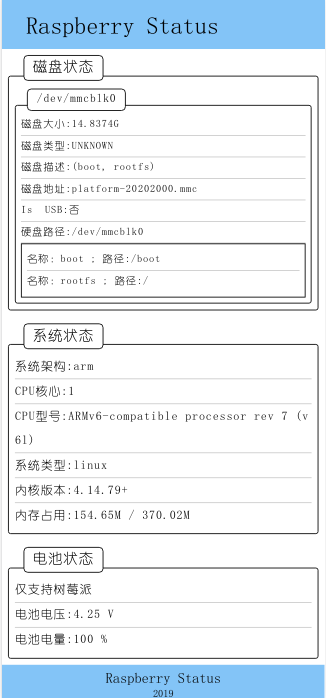 Raspberry Status
磁盘状态
/dev/mmcblk0
磁盘大小:14.8374G
磁盘类型:UNKNOWN
磁盘描述:(boot, rootfs)
磁盘地址:platform-20202000.mmc
Is USB:否
硬盘路径:/dev/mmcblk0
名称: boot ; 路径:/boot
名称: rootfs ; 路径:/
系统状态
系统架构:arm
CPU核心:1
CPU型号:ARMv6-compatible processor rev 7 (v
6l)
系统类型:linux
内核版本:4.14.79+
内存占用:154.65M / 370.02M
电池状态
仅支持树莓派
电池电压:4.25 V
电池电量:100 %
Raspberry Status
2019